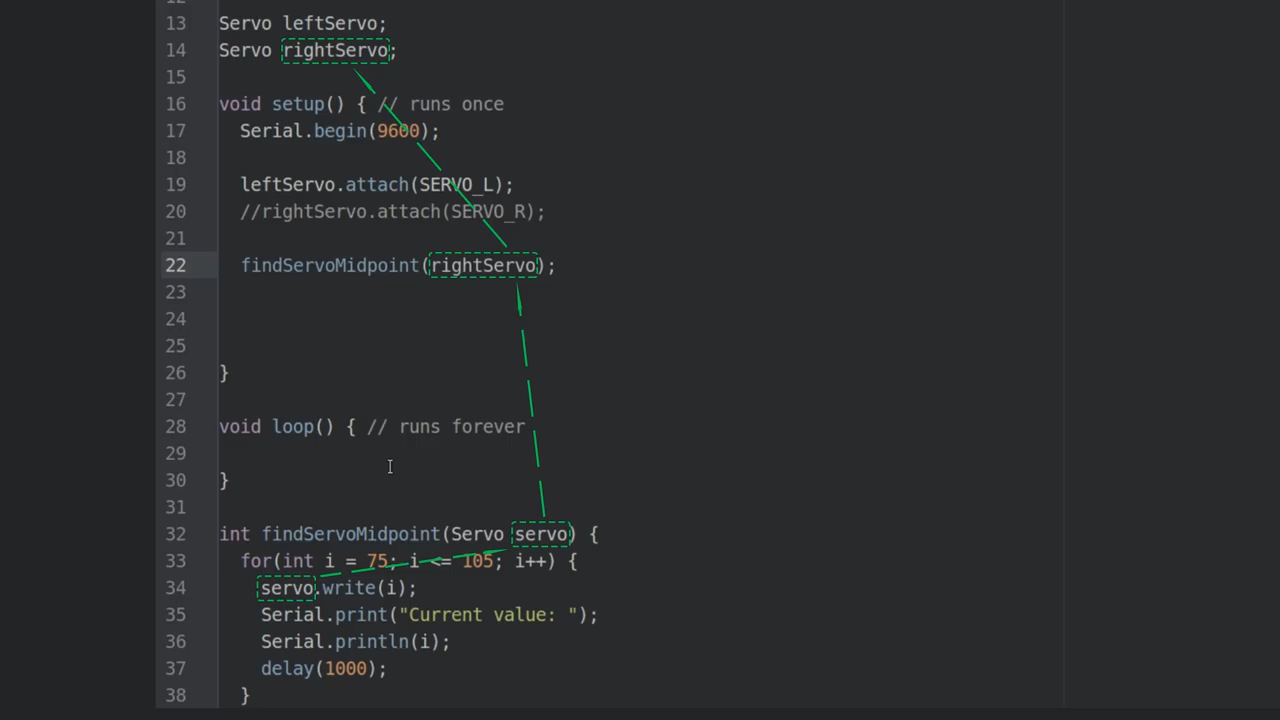 12
13 Servo leftServo;
14 Servo rightServo;
15
16 void setup() { // runs once
17 Serial.begin(9600);
18
19 leftServo.attach(SERVO_L);
20 //rightServo.attach(SERVO_R);
21
22 findServoMidpoint(rightServo);
23
24
25
26 }
27
28 void loop() { // runs forever
29
30 }
31
32 int findServoMidpoint(Servo servo) {
33 for(int i = 75; i <= 105; i++) {
34 servo.write(i);
35 Serial.print("Current value: ");
36 Serial.println(i);
37 delay(1000);
38 }